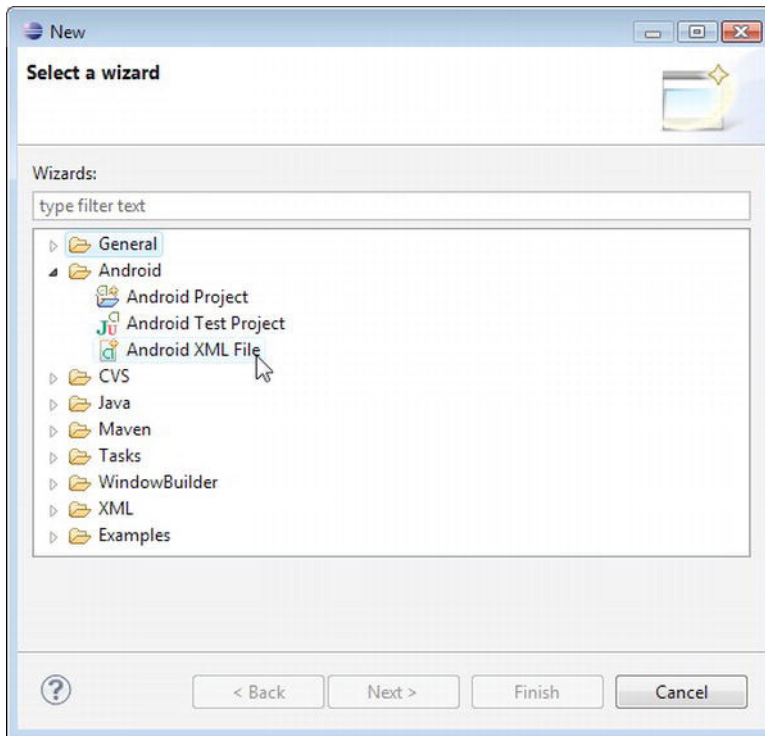 New
Select a wizard
Wizards:
type filter text
General
Android
Android Project
Android Test Project
Android XML File
CVS
Java
Maven
Tasks
WindowBuilder
XML
Examples
< Back Next > Finish Cancel